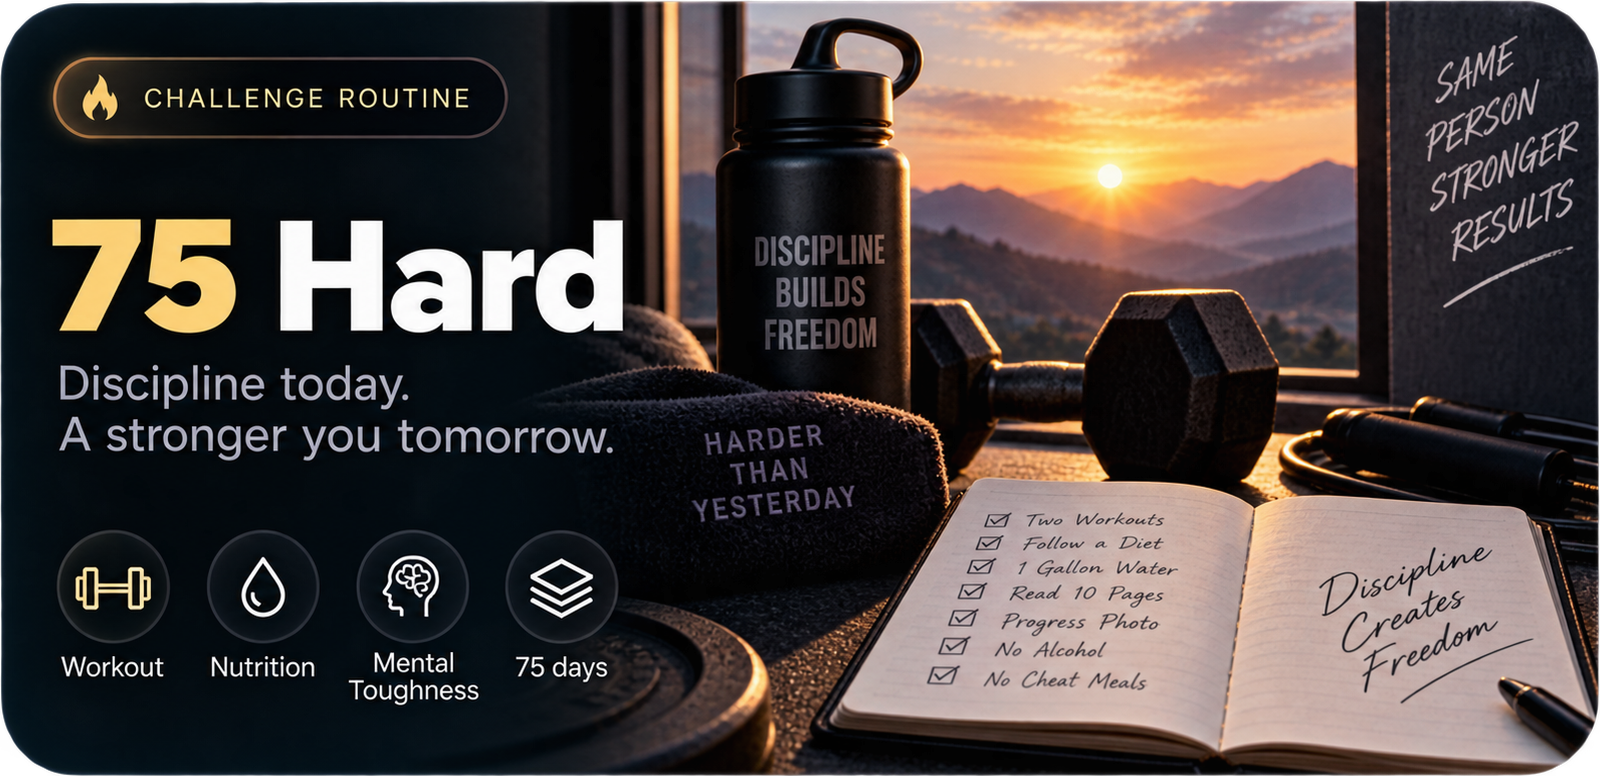 CHALLENGE ROUTINE
75 Hard
Discipline today.
A stronger you tomorrow.
Workout
Nutrition
Mental
Toughness
75 days
DISCIPLINE
BUILDS
FREEDOM
HARDER
THAN
YESTERDAY
SAME
PERSON
STRONGER
RESULTS
Two Workouts
Follow a Diet
1 Gallon Water
Read 10 Pages
Progress Photo
No Alcohol
No Cheat Meals
Discipline
Creates
Freedom